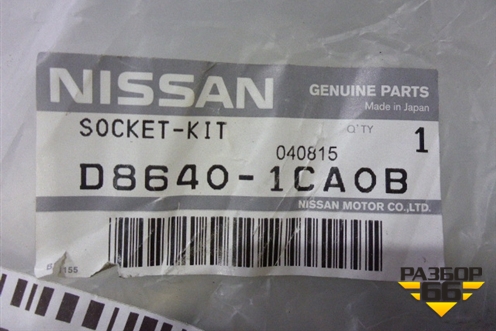 NISSAN
GENUINE PARTS
Made in Japan
SOCKET-KIT
Q'TY
1
040815
D8640-1CA0B
NISSAN MOTOR CO.,LTD.
РАЗБОР
66